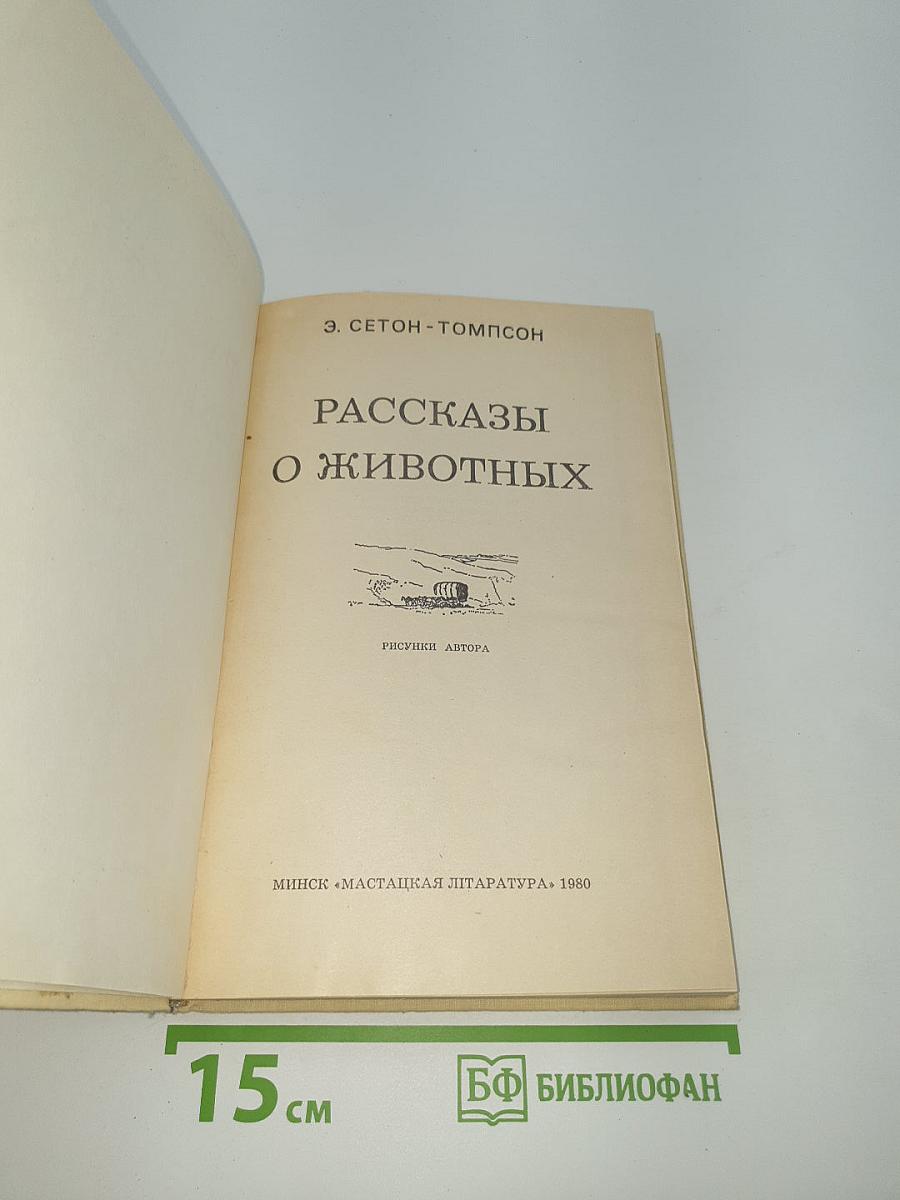 Э. СЕТОН-ТОМПСОН
РАССКАЗЫ
О ЖИВОТНЫХ
РИСУНКИ АВТОРА
МИНСК «МАСТАЦКАЯ ЛІТАРАТУРА» 1980
15 см
БФ БИБЛИОФАН